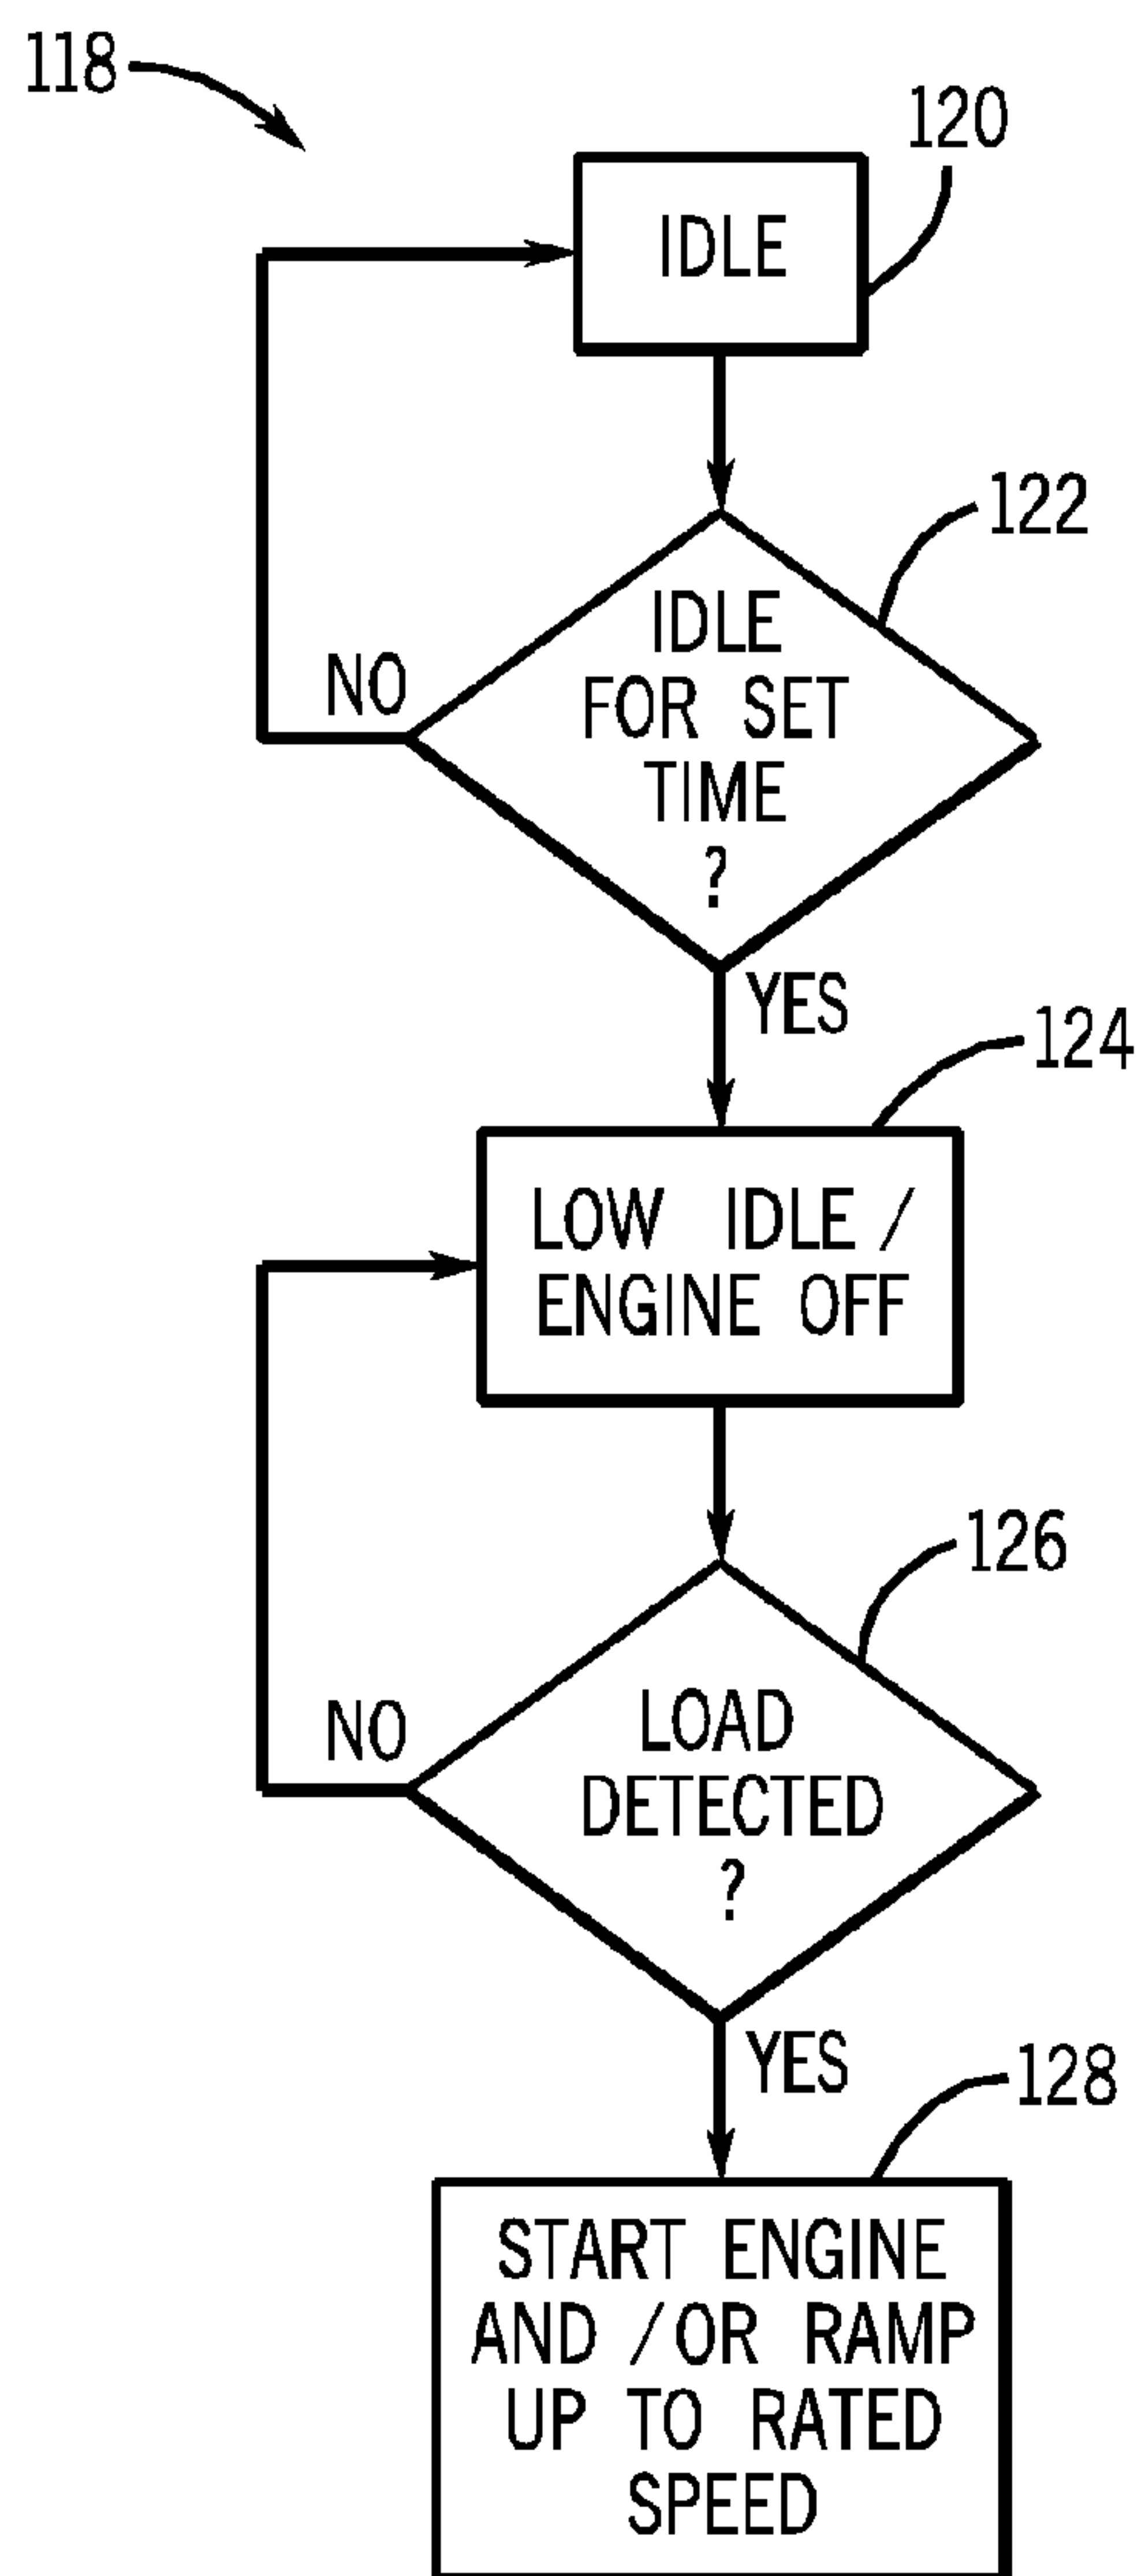 118
120
IDLE
122
IDLE
FOR SET
TIME
?
NO
YES
124
LOW IDLE /
ENGINE OFF
126
LOAD
DETECTED
?
NO
YES
128
START ENGINE
AND /OR RAMP
UP TO RATED
SPEED